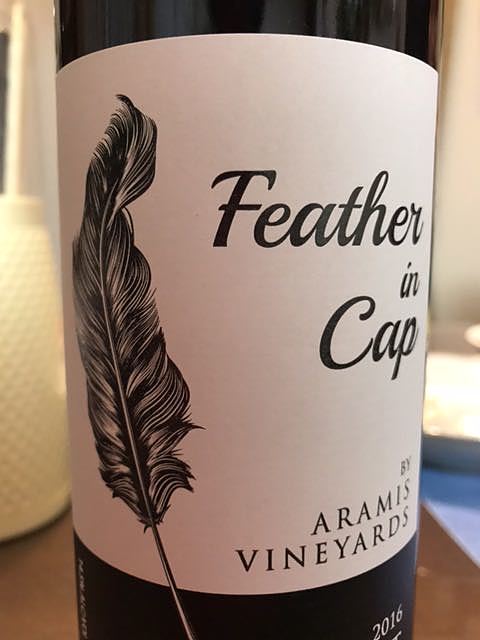 Feather
in
Cap
BY
ARAMIS
VINEYARDS
2016